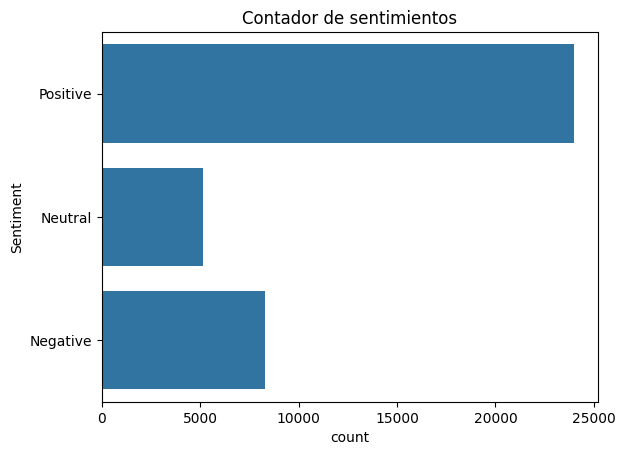 Contador de sentimientos
Sentiment
Positive
Neutral
Negative
0 5000 10000 15000 20000 25000
count